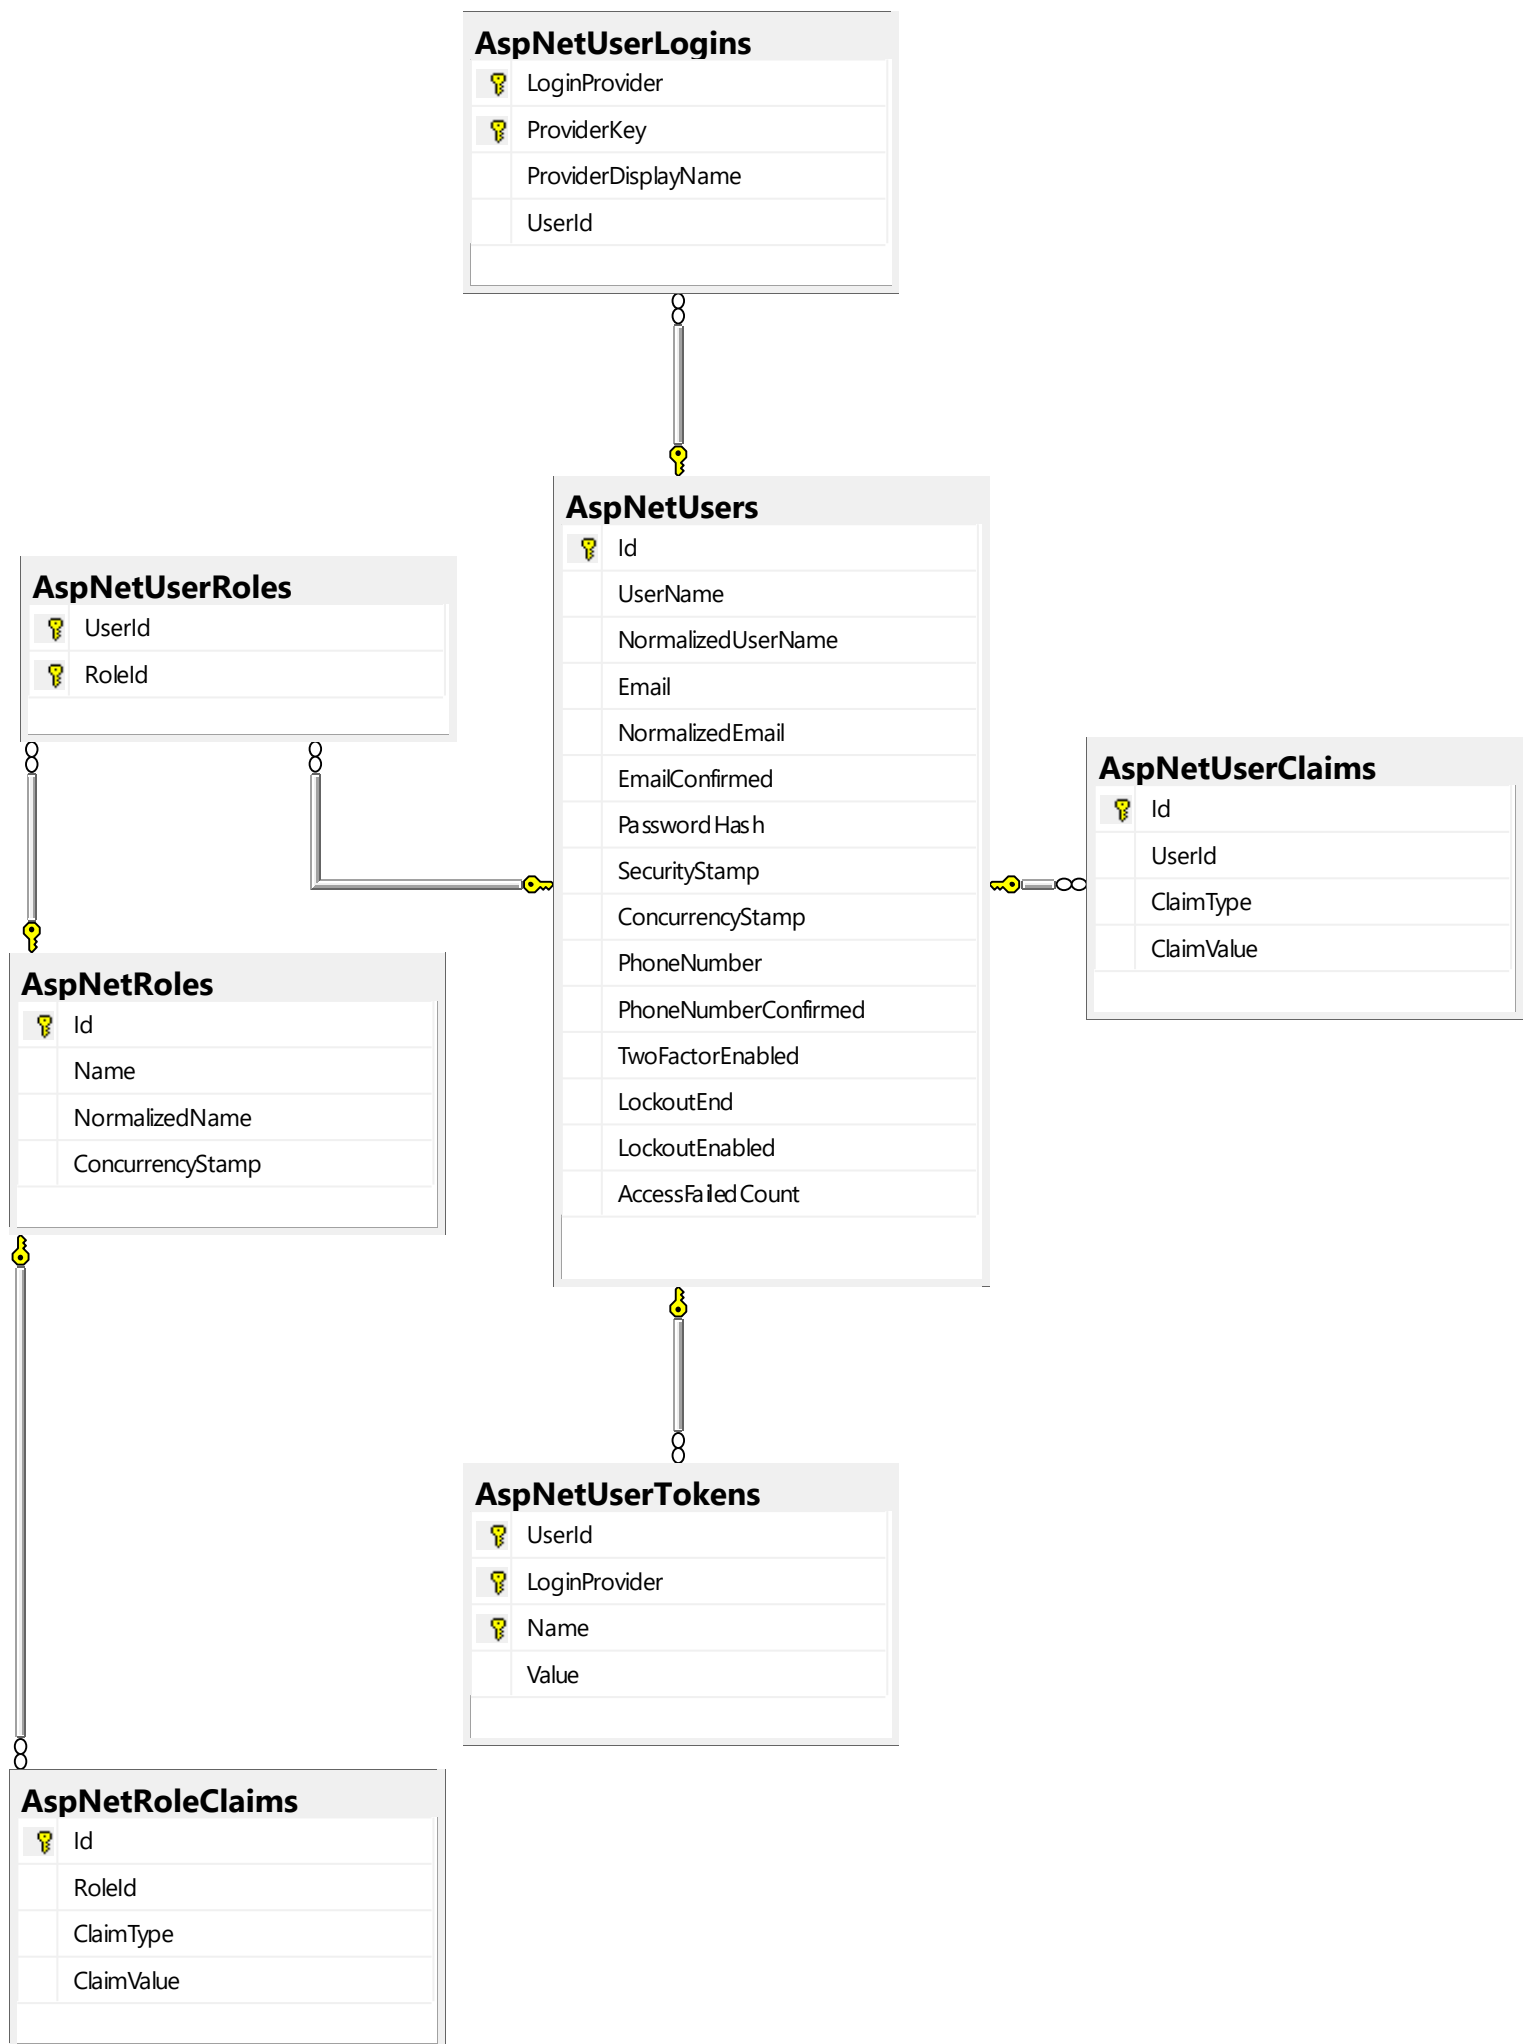 AspNetUserLogins
LoginProvider
ProviderKey
ProviderDisplayName
UserId
AspNetUsers
Id
UserName
NormalizedUserName
Email
NormalizedEmail
EmailConfirmed
PasswordHash
SecurityStamp
ConcurrencyStamp
PhoneNumber
PhoneNumberConfirmed
TwoFactorEnabled
LockoutEnd
LockoutEnabled
AccessFailedCount
AspNetUserRoles
UserId
RoleId
AspNetUserClaims
Id
UserId
ClaimType
ClaimValue
AspNetRoles
Id
Name
NormalizedName
ConcurrencyStamp
AspNetUserTokens
UserId
LoginProvider
Name
Value
AspNetRoleClaims
Id
RoleId
ClaimType
ClaimValue